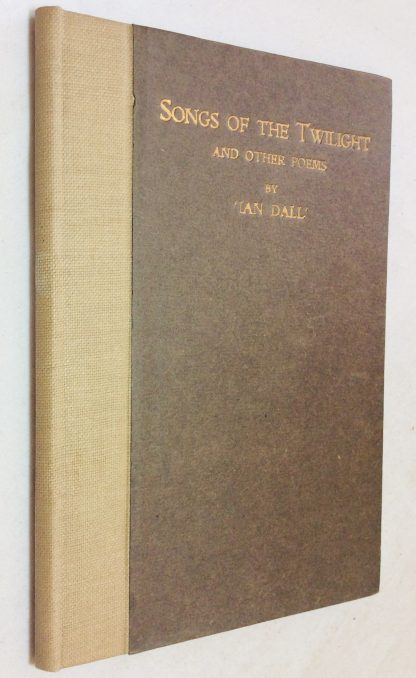 SONGS OF THE TWILIGHT
AND OTHER POEMS
BY
'IAN DALL'